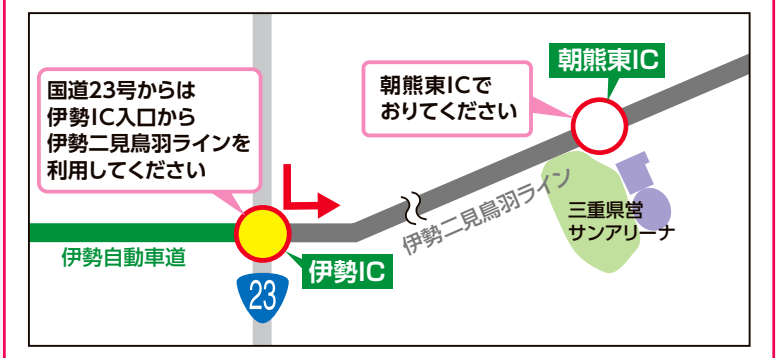 国道23号からは
伊勢IC入口から
伊勢二見鳥羽ラインを
利用してください
朝熊東ICで
おりてください
朝熊東IC
伊勢二見鳥羽ライン
三重県営
サンアリーナ
伊勢自動車道
伊勢IC
23